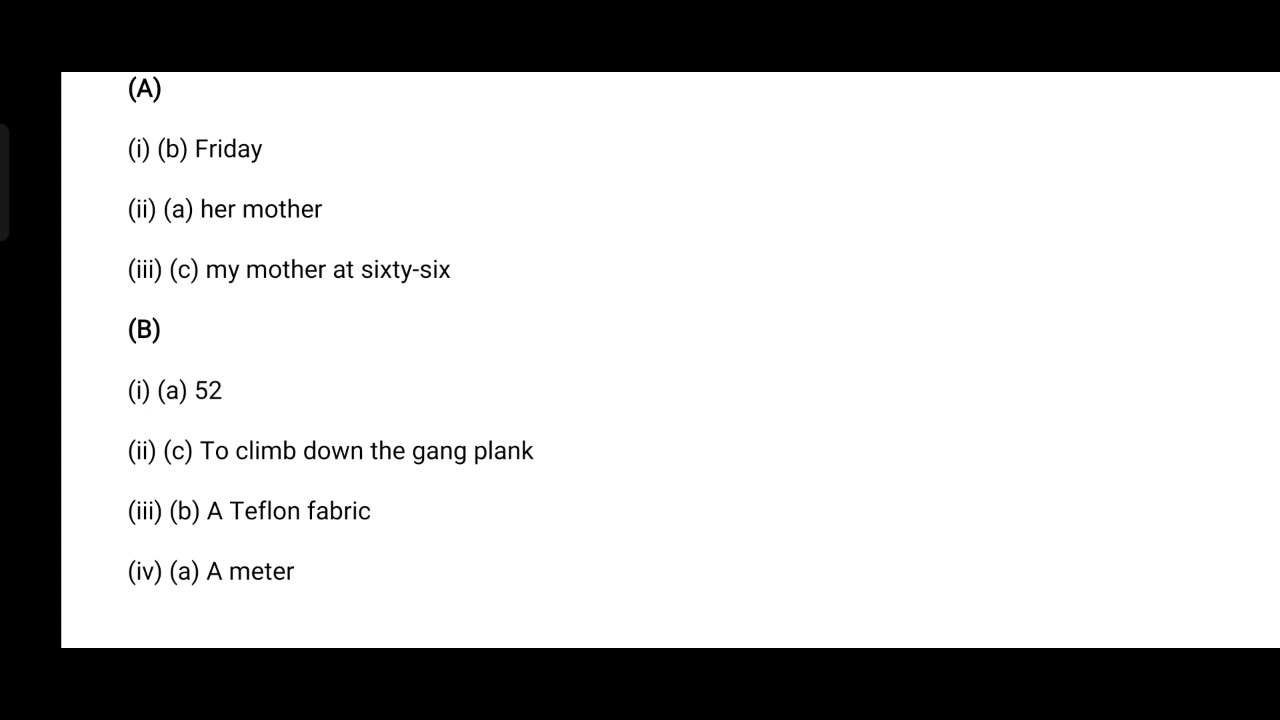 (A)
(i) (b) Friday
(ii) (a) her mother
(iii) (c) my mother at sixty-six
(B)
(i) (a) 52
(ii) (c) To climb down the gang plank
(iii) (b) A Teflon fabric
(iv) (a) A meter